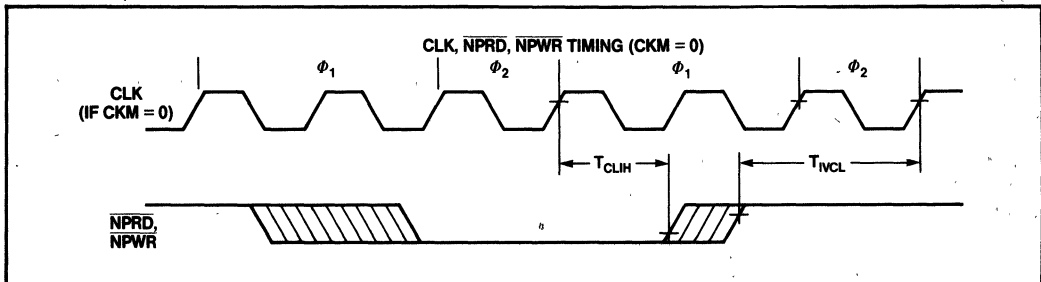 CLK, NPRD, NPWR TIMING (CKM = 0)
Φ1 Φ2 Φ1 Φ2
CLK
(IF CKM = 0)
TCLIH TIVCL
NPRD,
NPWR